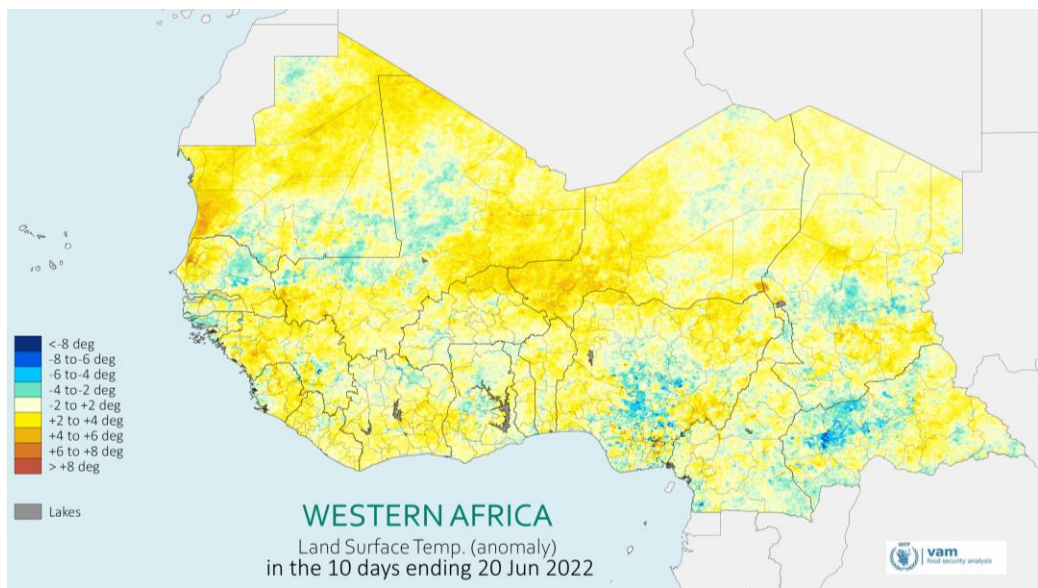 <-8 deg
-8 to-6 deg
-6 to-4 deg
-4 to-2 deg
-2 to +2 deg
+2 to +4 deg
+4 to +6 deg
+6 to +8 deg
> +8 deg
Lakes
WESTERN AFRICA
Land Surface Temp. (anomaly)
in the 10 days ending 20 Jun 2022
WFP
vam
food security analysis